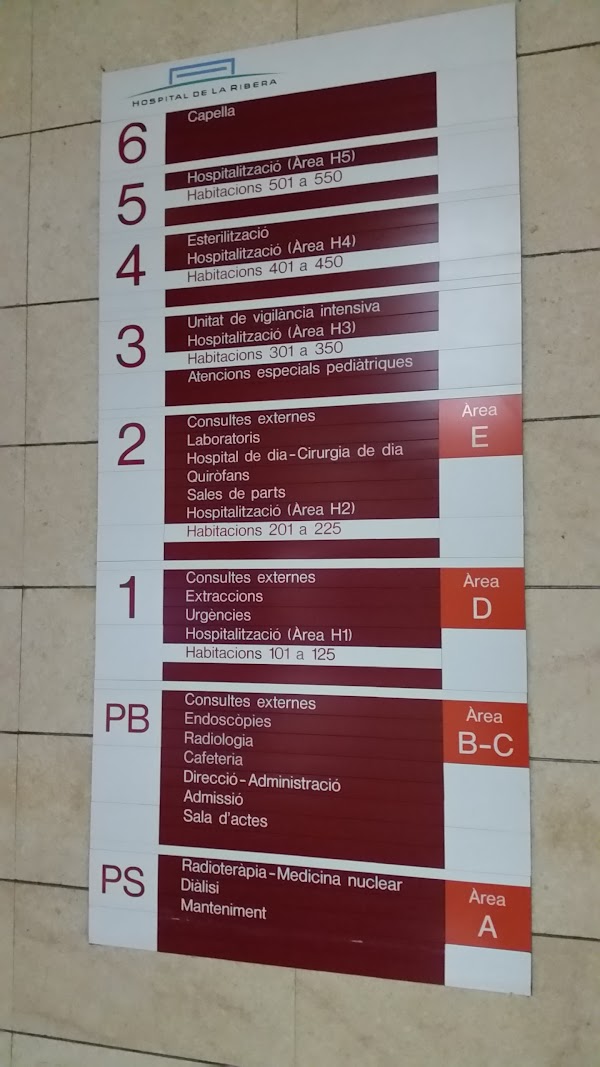 HOSPITAL DE LA RIBERA
6
Capella
5
Hospitalització (Àrea H5)
Habitacions 501 a 550
4
Esterilització
Hospitalització (Àrea H4)
Habitacions 401 a 450
3
Unitat de vigilància intensiva
Hospitalització (Àrea H3)
Habitacions 301 a 350
Atencions especials pediàtriques
2
Consultes externes
Laboratoris
Hospital de dia-Cirurgia de dia
Quiròfans
Sales de parts
Hospitalització (Àrea H2)
Habitacions 201 a 225
Àrea
E
1
Consultes externes
Extraccions
Urgències
Hospitalització (Àrea H1)
Habitacions 101 a 125
Àrea
D
PB
Consultes externes
Endoscòpies
Radiologia
Cafeteria
Direcció-Administració
Admissió
Sala d'actes
Àrea
B-C
PS
Radioteràpia-Medicina nuclear
Diàlisi
Manteniment
Àrea
A